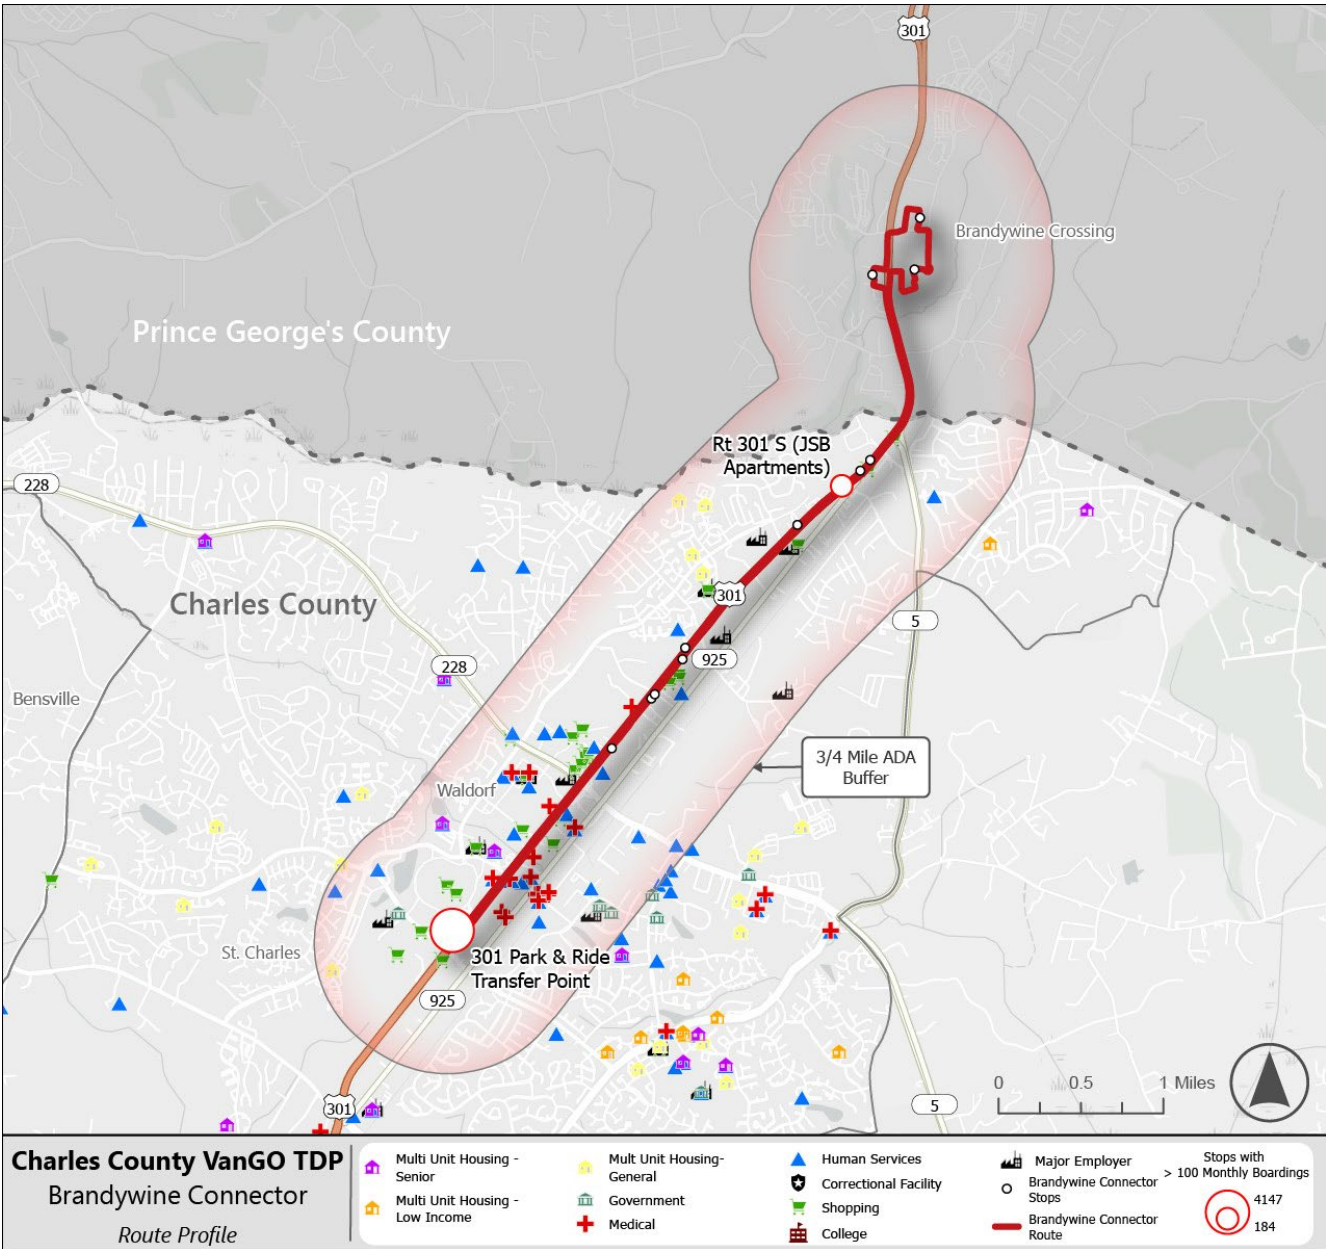 301
Brandywine Crossing
Prince George's County
Rt 301 S (JSB
Apartments)
228
Charles County
301
5
925
228
Bensville
3/4 Mile ADA
Buffer
Waldorf
St. Charles
301 Park & Ride
Transfer Point
925
0 0.5 1 Miles
301
5
Charles County VanGO TDP
Brandywine Connector
Route Profile
Multi Unit Housing -
Senior
Multi Unit Housing -
Low Income
Mult Unit Housing-
General
Government
Medical
Human Services
Correctional Facility
Shopping
College
Major Employer
Brandywine Connector
Stops
Brandywine Connector
Route
Stops with
> 100 Monthly Boardings
4147
184